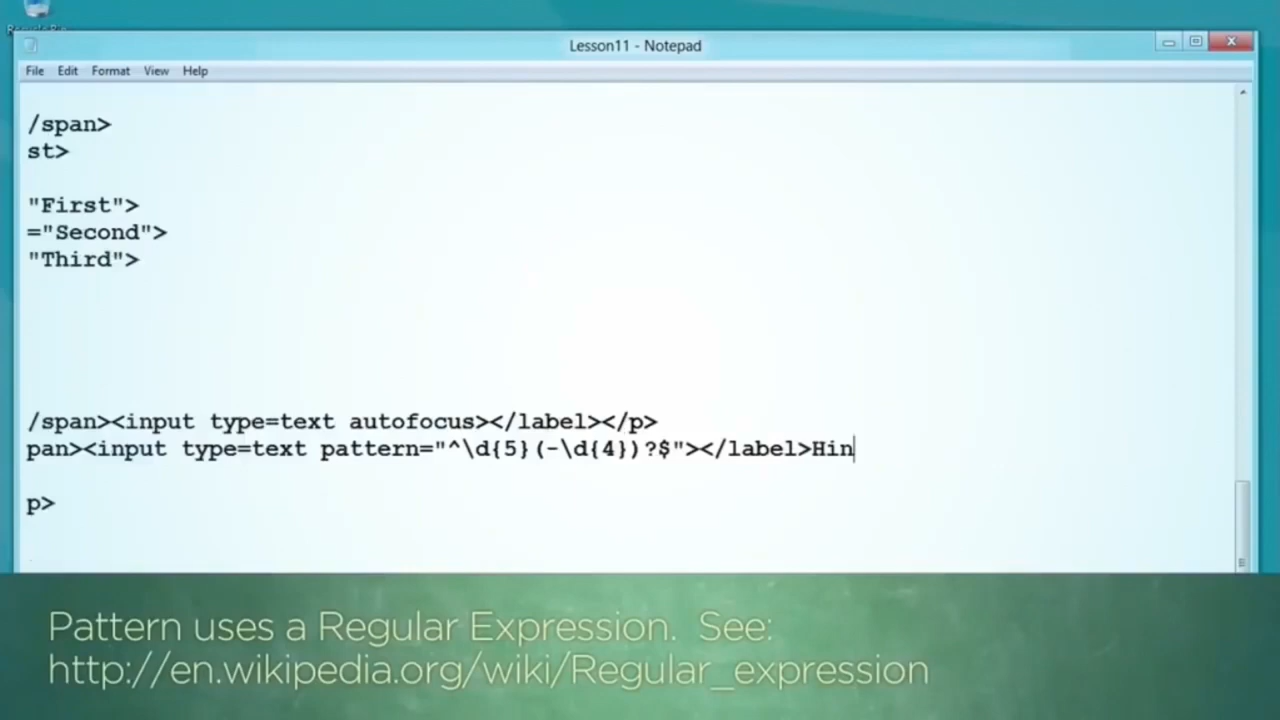 Lesson11 - Notepad
File Edit Format View Help
/span>
st>
"First">
="Second">
"Third">
/span><input type=text autofocus></label></p>
pan><input type=text pattern="^\d{5}(-\d{4})?$"></label>Hin
p>
Pattern uses a Regular Expression. See:
http://en.wikipedia.org/wiki/Regular_expression